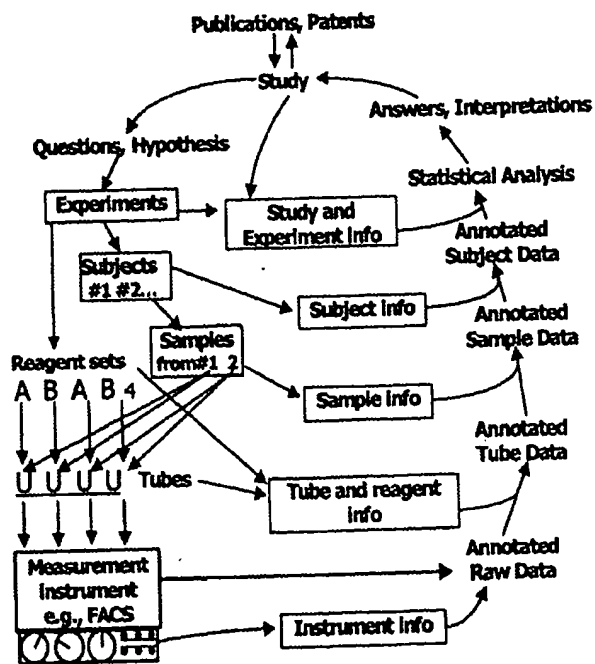 Publications, Patents
Study
Answers, Interpretations
Questions, Hypothesis
Statistical Analysis
Experiments
Study and
Experiment info
Annotated
Subject Data
Subjects
#1 #2...
Subject info
Annotated
Sample Data
Samples
from#1 2
Reagent sets
A B A B 4
Sample info
Annotated
Tube Data
U U U U
Tubes
Tube and reagent
info
Annotated
Raw Data
Measurement
instrument
e.g., FACS
Instrument info